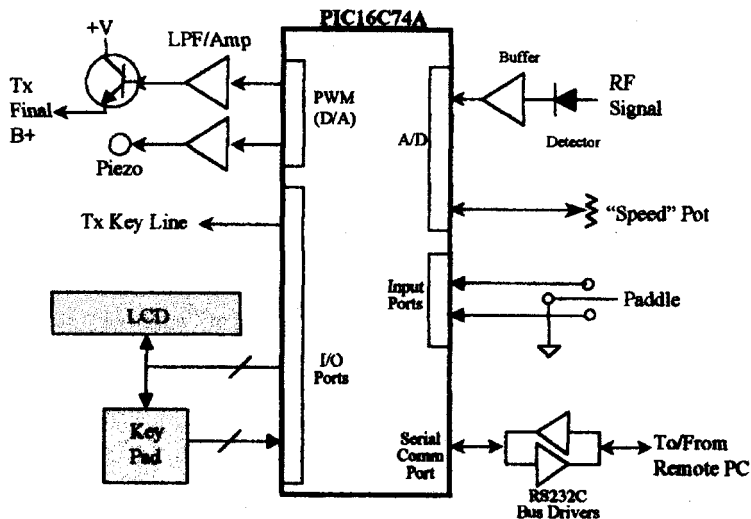 PIC16C74A
+V
LPF/Amp
Tx
Final
B+
Piezo
PWM
(D/A)
Tx Key Line
LCD
Key
Pad
I/O
Ports
Buffer
RF
Signal
Detector
A/D
"Speed" Pot
Input
Ports
Paddle
Serial
Comm
Port
RS232C
Bus Drivers
To/From
Remote PC